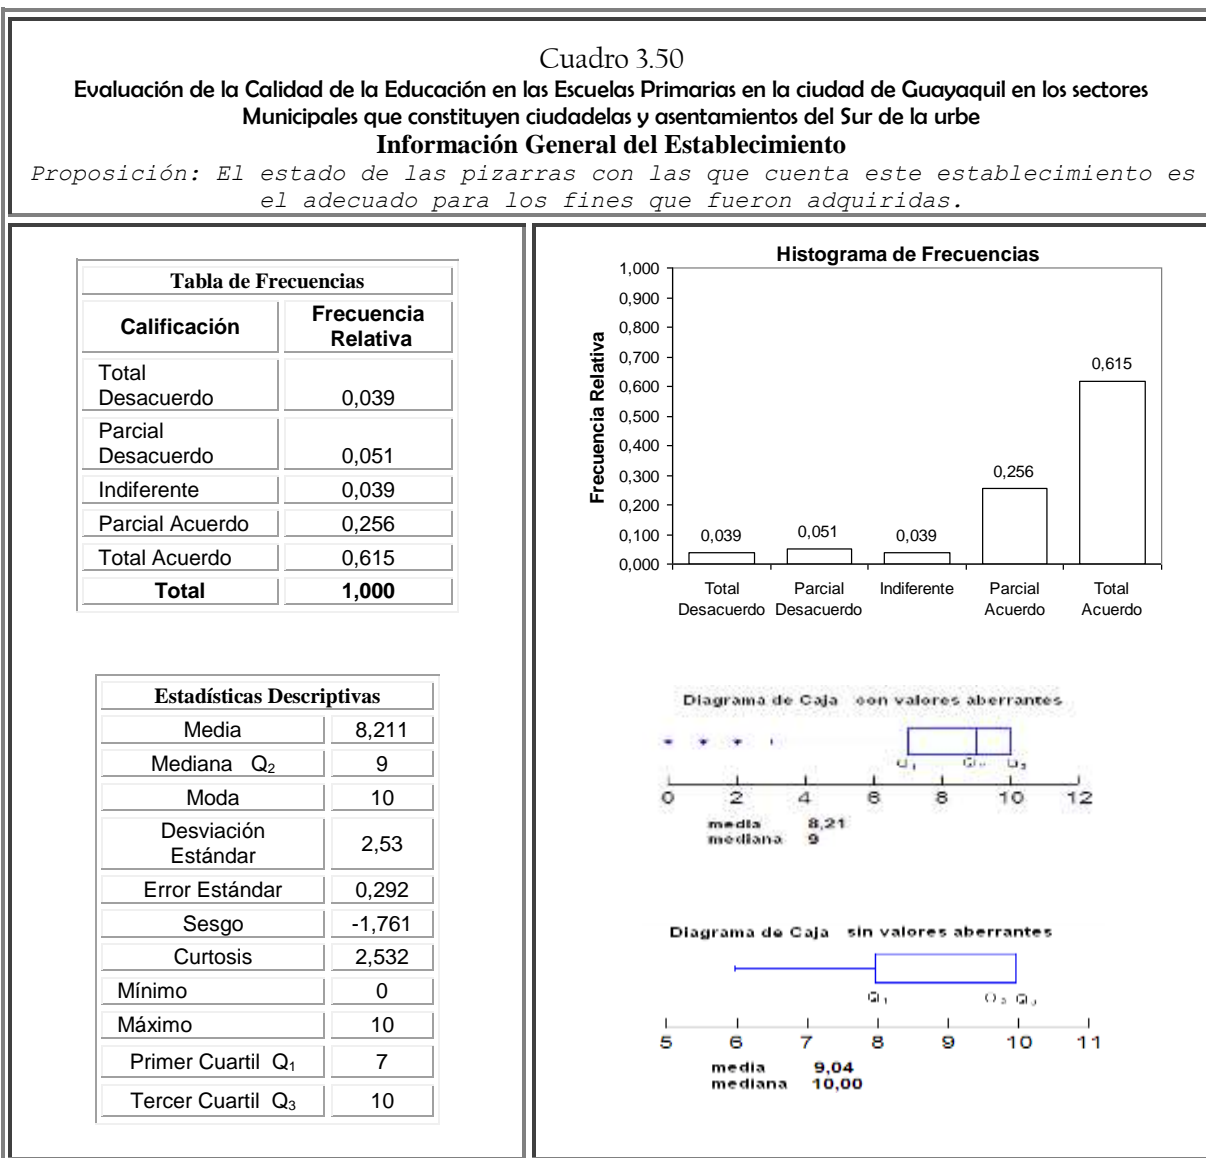 Cuadro 3.50
Evaluación de la Calidad de la Educación en las Escuelas Primarias en la ciudad de Guayaquil en los sectores
Municipales que constituyen ciudadelas y asentamientos del Sur de la urbe
Información General del Establecimiento
Proposición: El estado de las pizarras con las que cuenta este establecimiento es
el adecuado para los fines que fueron adquiridas.
Tabla de Frecuencias
Calificación
Frecuencia
Relativa
Total
Desacuerdo 0,039
Parcial
Desacuerdo 0,051
Indiferente 0,039
Parcial Acuerdo 0,256
Total Acuerdo 0,615
Total 1,000
Estadísticas Descriptivas
Media 8,211
Mediana Q2 9
Moda 10
Desviación
Estándar 2,53
Error Estándar 0,292
Sesgo -1,761
Curtosis 2,532
Mínimo 0
Máximo 10
Primer Cuartil Q1 7
Tercer Cuartil Q3 10
Histograma de Frecuencias
Frecuencia Relativa
1,000
0,900
0,800
0,700
0,600
0,500
0,400
0,300
0,200
0,100
0,000
0,039 0,051 0,039 0,256 0,615
Total Parcial Indiferente Parcial Total
Desacuerdo Desacuerdo Acuerdo Acuerdo
Diagrama de Caja con valores aberrantes
0 2 4 6 8 10 12
media 8,21
mediana 9
Diagrama de Caja sin valores aberrantes
Q1
5 6 7 8 9 10 11
media 9,04
mediana 10,00